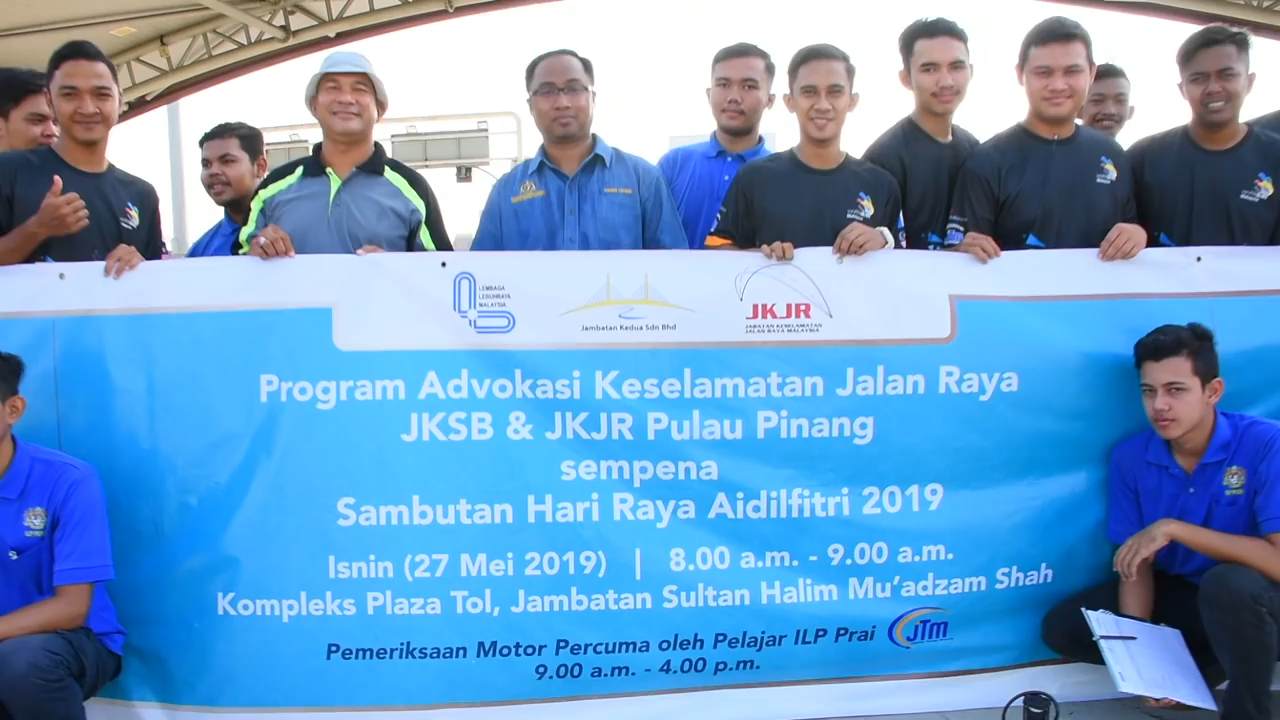 LEMBAGA
LEBUHRAYA
MALAYSIA
Jambatan Kedua Sdn Bhd
JKJR
JABATAN KESELAMATAN
JALAN RAYA MALAYSIA
Program Advokasi Keselamatan Jalan Raya
JKSB & JKJR Pulau Pinang
sempena
Sambutan Hari Raya Aidilfitri 2019
Isnin (27 Mei 2019) | 8.00 a.m. - 9.00 a.m.
Kompleks Plaza Tol, Jambatan Sultan Halim Mu'adzam Shah
Pemeriksaan Motor Percuma oleh Pelajar ILP Prai JTM
9.00 a.m. - 4.00 p.m.